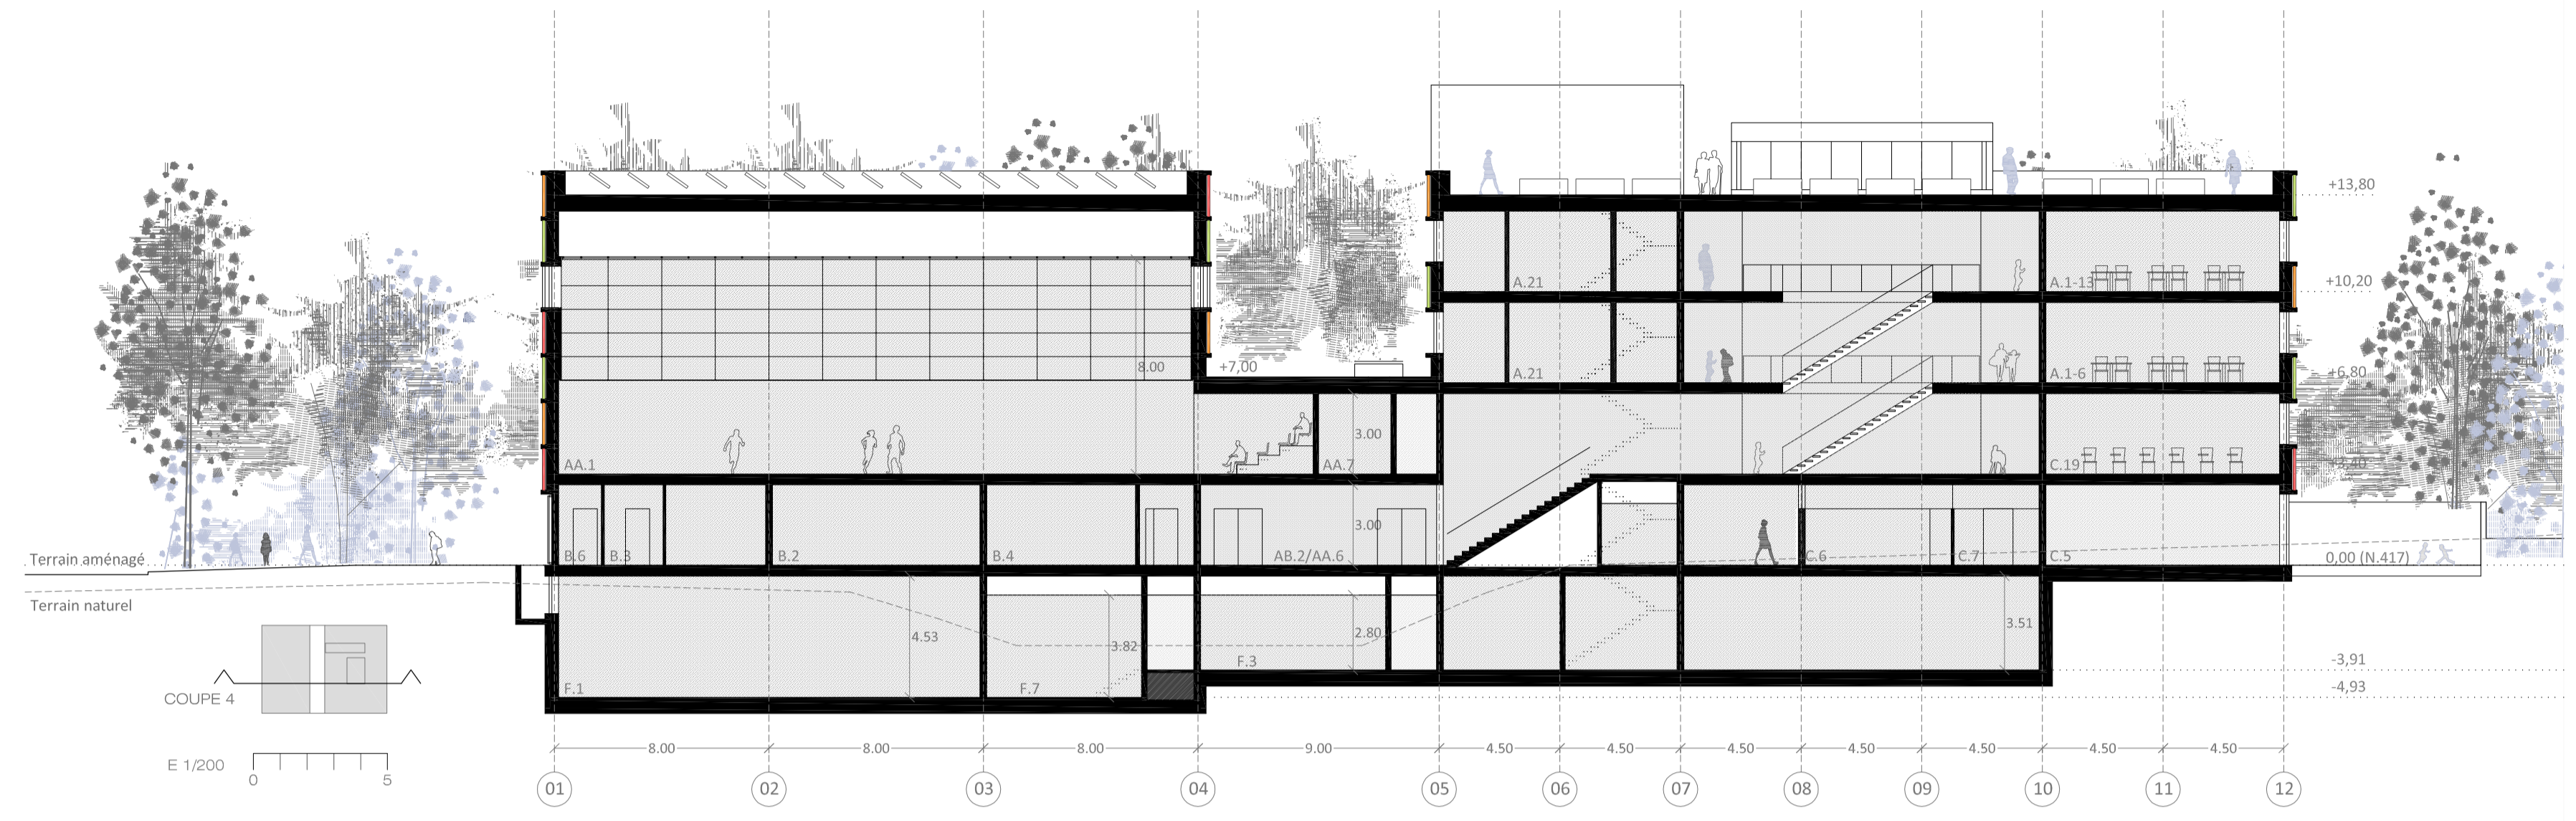 +13,80
A.21
A.1-13
+10,20
8.00
+7,00
A.21
A.1-6
+6,80
AA.1
AA.7
3.00
C.19
+3,40
Terrain aménagé
B.6
B.3
B.2
B.4
3.00
AB.2/AA.6
C.6
C.7
C.5
0,00 (N.417)
Terrain naturel
4.53
3.82
2.80
3.51
F.1
F.7
F.3
-3,91
-4,93
COUPE 4
E 1/200
0
5
8.00
8.00
8.00
9.00
4.50
4.50
4.50
4.50
4.50
4.50
4.50
01
02
03
04
05
06
07
08
09
10
11
12